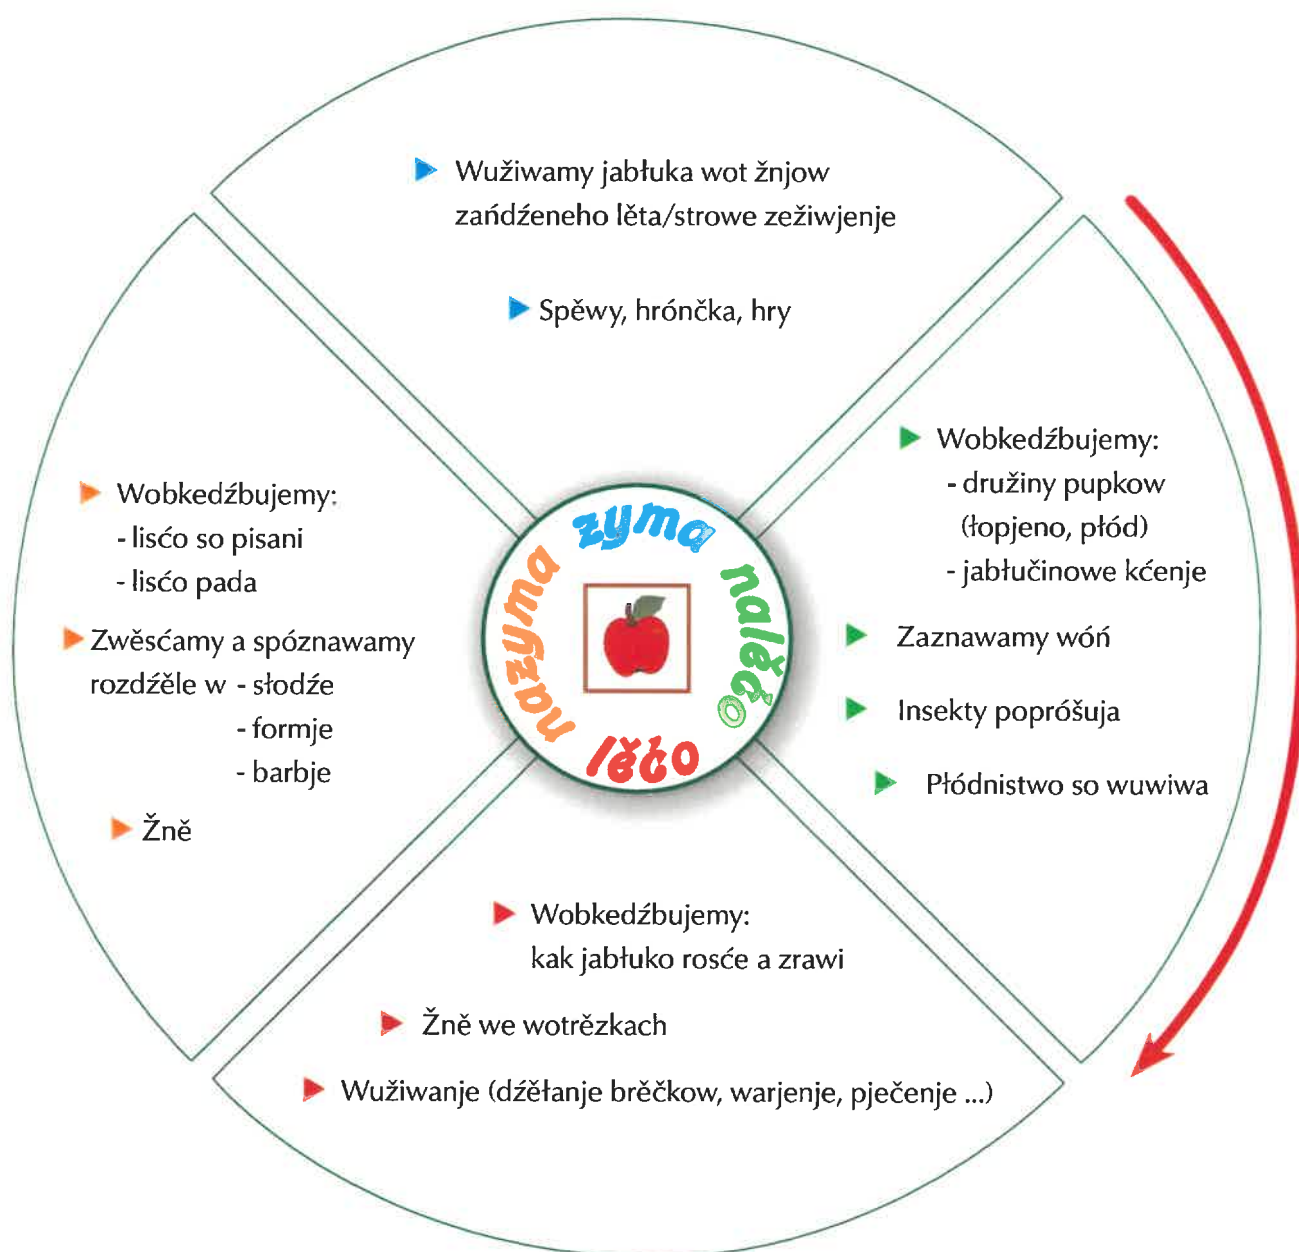 Wužiwamy jabłuka wot žnjow
zańdźeneho lěta/strowe zežiwjenje
Spěwy, hrónčka, hry
Wobkedźbujemy:
- družiny pupkow
(łopjeno, płód)
- jabłučinowe kćenje
Zaznawamy wóń
Insekty popróšuja
Płódnistwo so wuwiwa
Wobkedźbujemy:
kak jabłuko rosće a zrawi
Žně we wotrězkach
Wužiwanje (dźěłanje brěčkow, warjenje, pječenje ...)
Wobkedźbujemy:
- lisćo so pisani
- lisćo pada
Zwěsćamy a spóznawamy
rozdźěle w - słodźe
- formje
- barbje
Žně
zyma
nalěćo
lěćo
nazyma